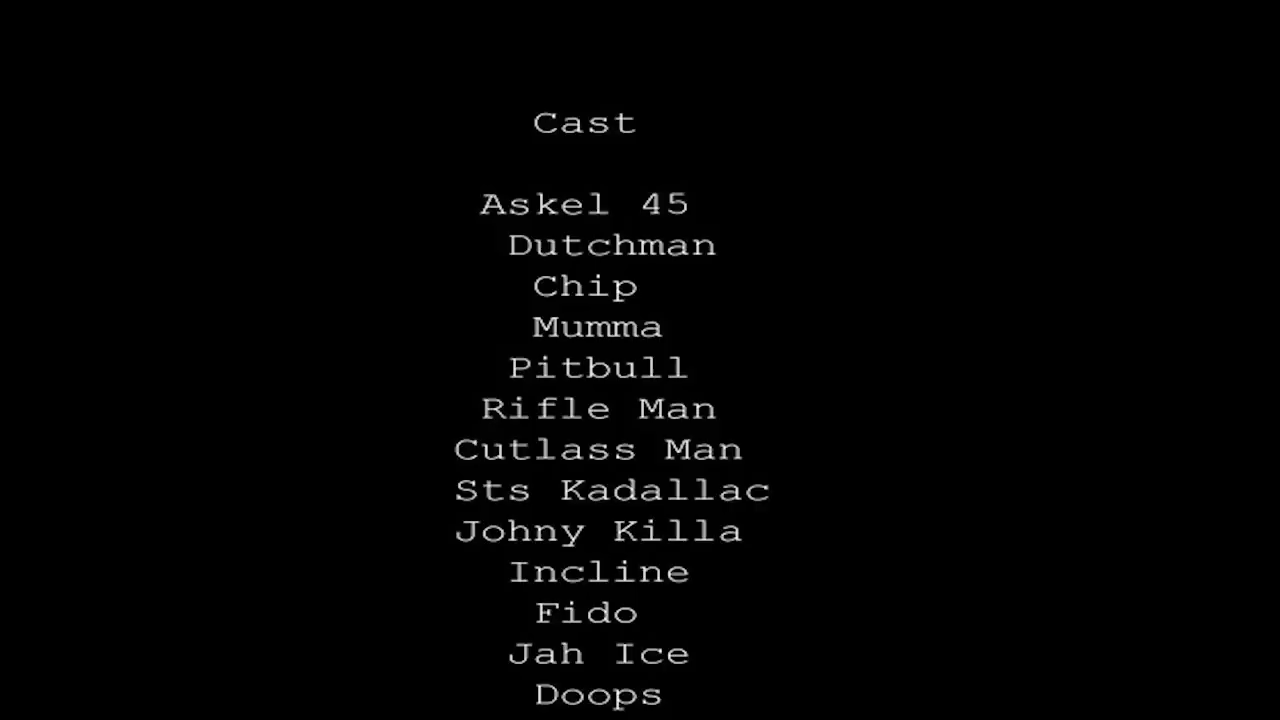 Cast
Askel 45
Dutchman
Chip
Mumma
Pitbull
Rifle Man
Cutlass Man
Sts Kadallac
Johny Killa
Incline
Fido
Jah Ice
Doops